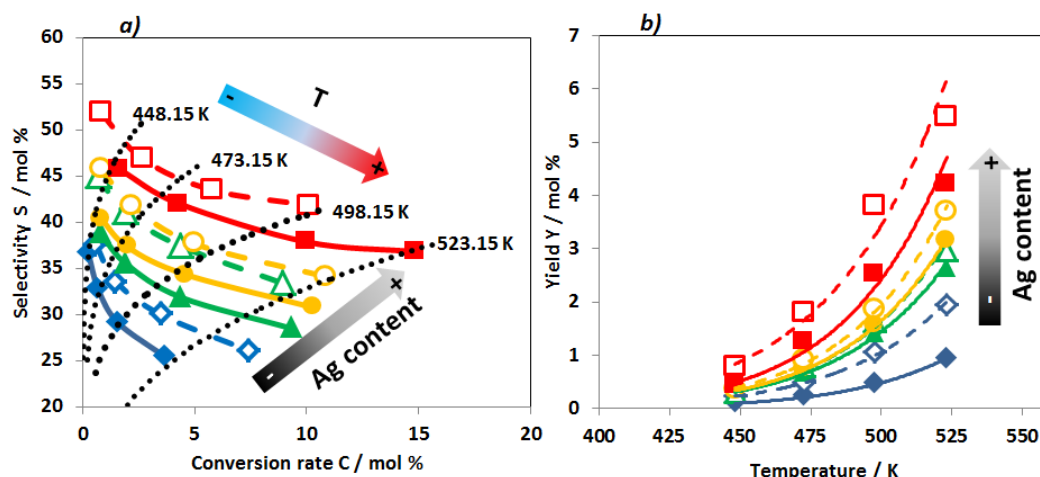 a)
60
55
50
45
40
35
30
25
20
Selectivity S / mol %
0
5
10
15
20
Conversion rate C / mol %
448.15 K
473.15 K
498.15 K
523.15 K
-
T
+
-
Ag content
+
b)
7
6
5
4
3
2
1
0
Yield Y / mol %
400
425
450
475
500
525
550
Temperature / K
+
-
Ag content